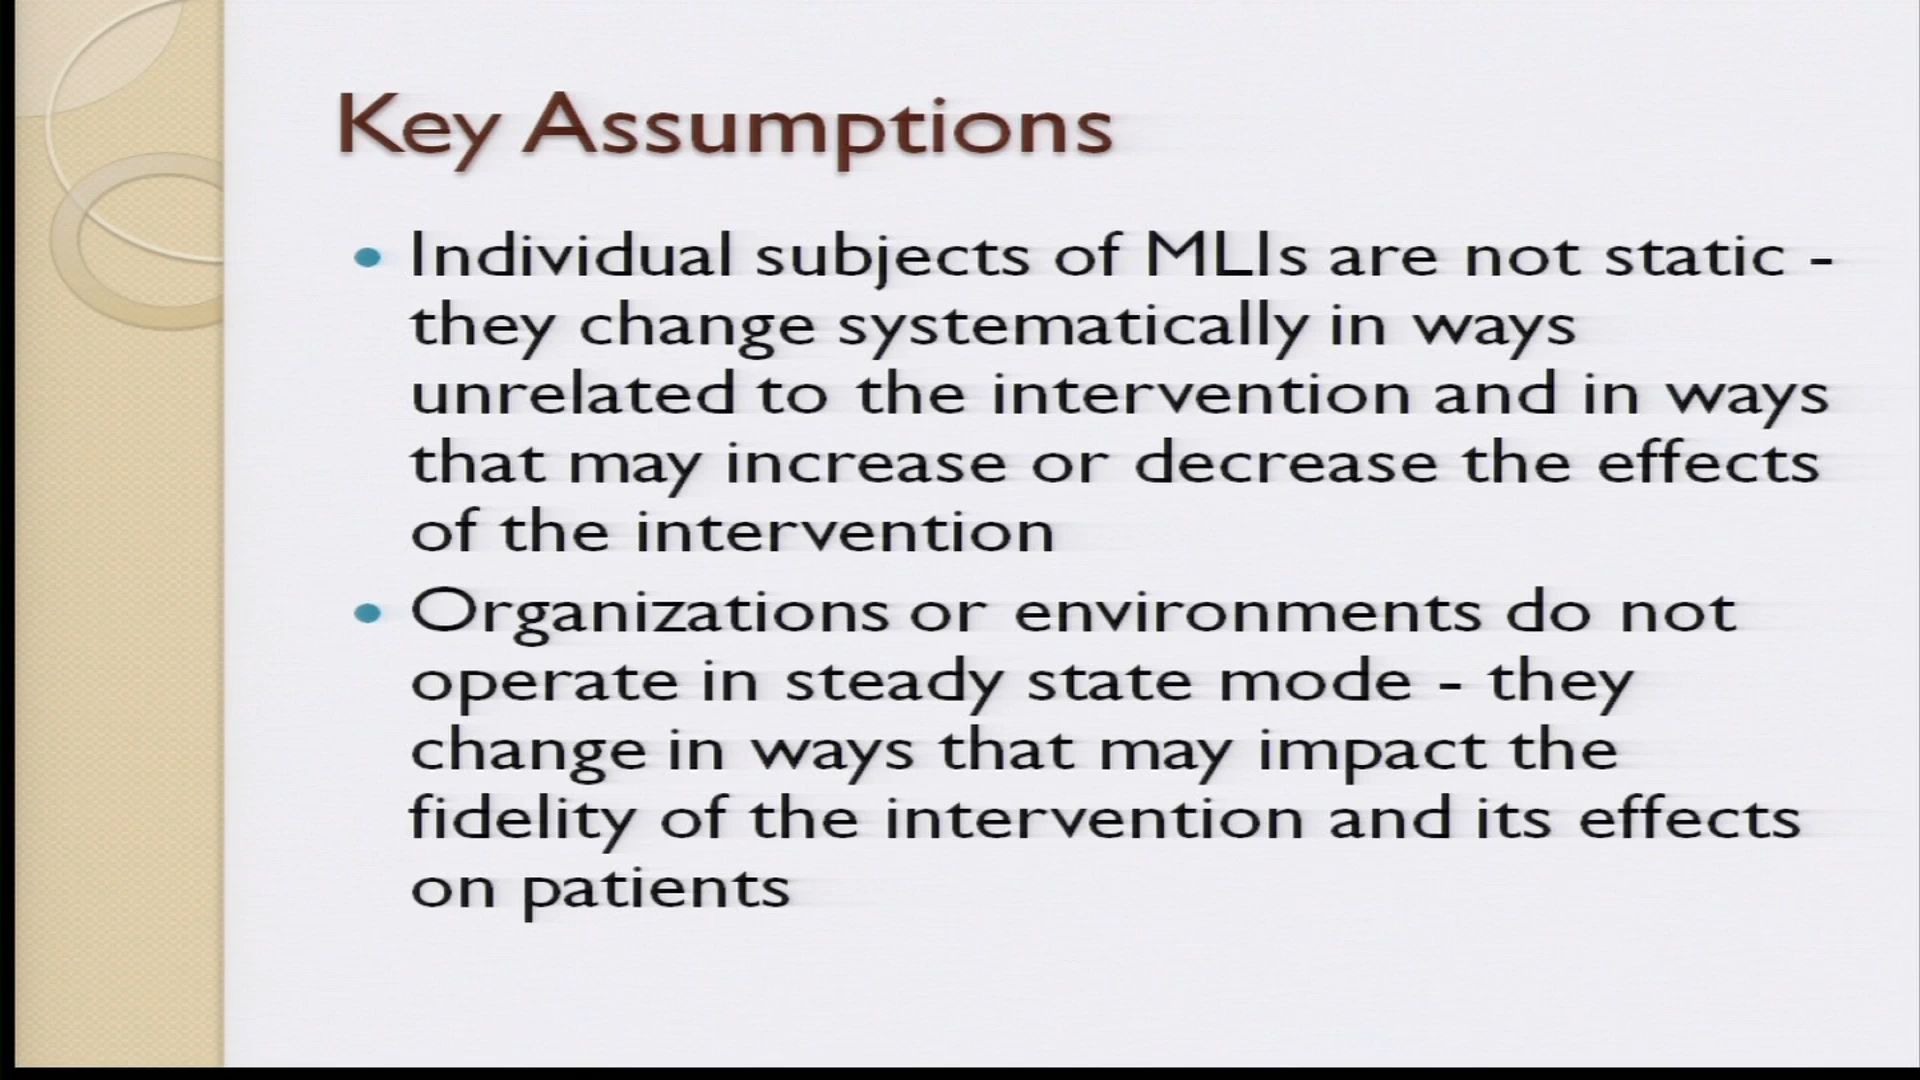 Key Assumptions
• Individual subjects of MLIs are not static -
they change systematically in ways
unrelated to the intervention and in ways
that may increase or decrease the effects
of the intervention
• Organizations or environments do not
operate in steady state mode - they
change in ways that may impact the
fidelity of the intervention and its effects
on patients